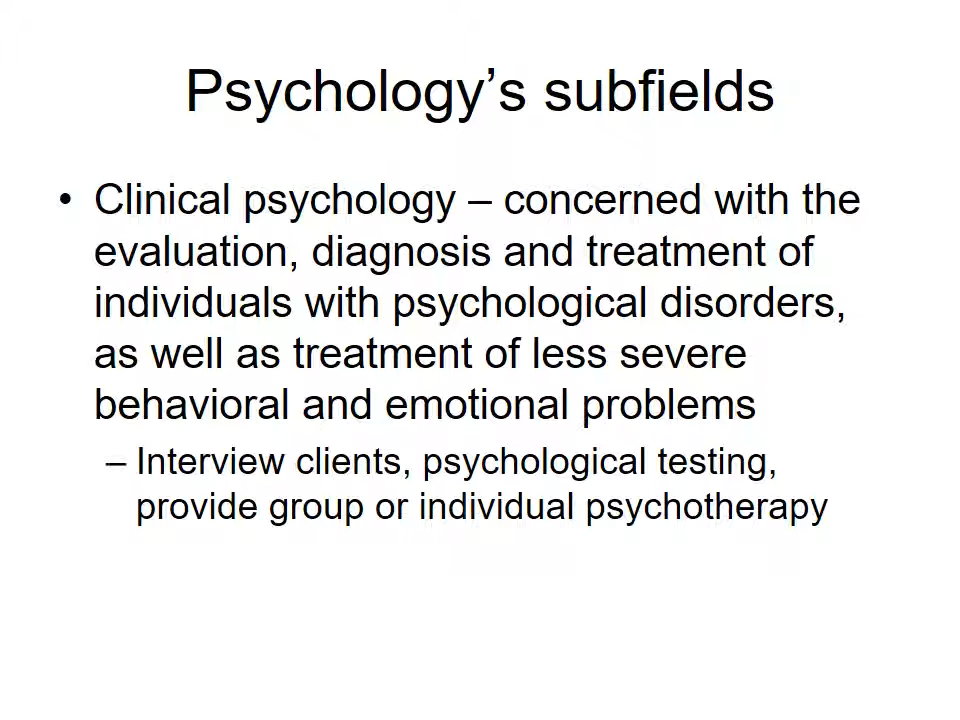 Psychology’s subfields
• Clinical psychology – concerned with the
evaluation, diagnosis and treatment of
individuals with psychological disorders,
as well as treatment of less severe
behavioral and emotional problems
– Interview clients, psychological testing,
provide group or individual psychotherapy